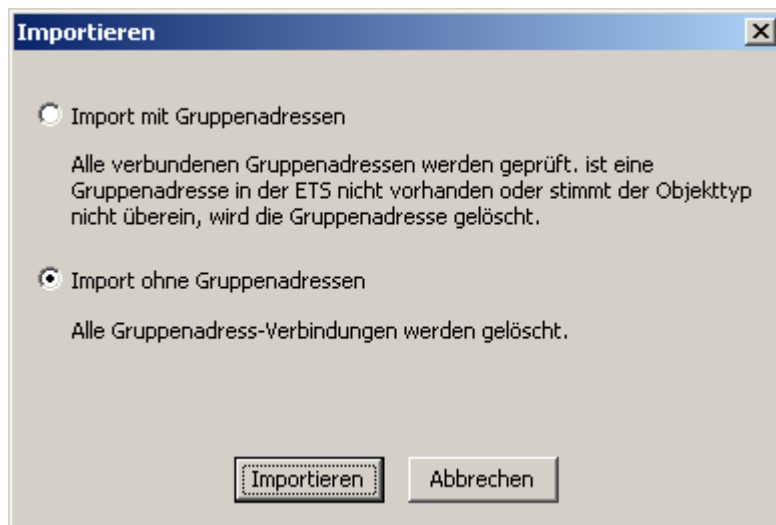 Importieren
Import mit Gruppenadressen
Alle verbundenen Gruppenadressen werden geprüft. ist eine
Gruppenadresse in der ETS nicht vorhanden oder stimmt der Objekttyp
nicht überein, wird die Gruppenadresse gelöscht.
Import ohne Gruppenadressen
Alle Gruppenadress-Verbindungen werden gelöscht.
Importieren Abbrechen